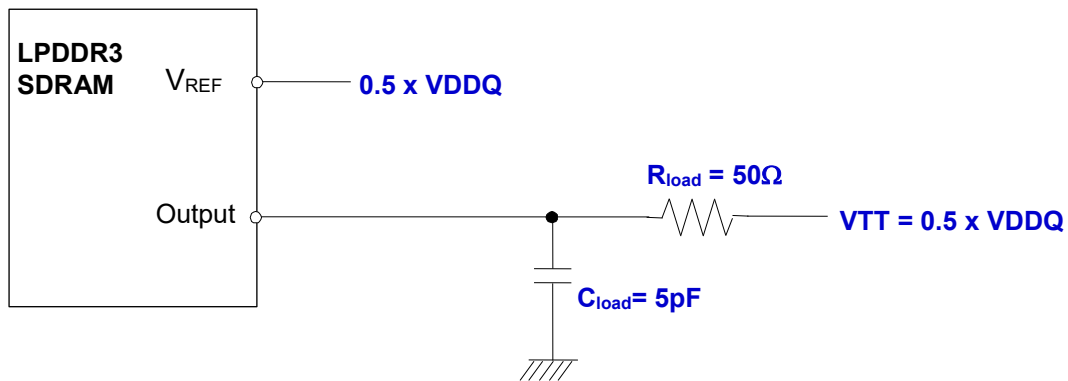 LPDDR3
SDRAM
VREF
0.5 x VDDQ
Rload = 50Ω
Output
VTT = 0.5 x VDDQ
Cload= 5pF